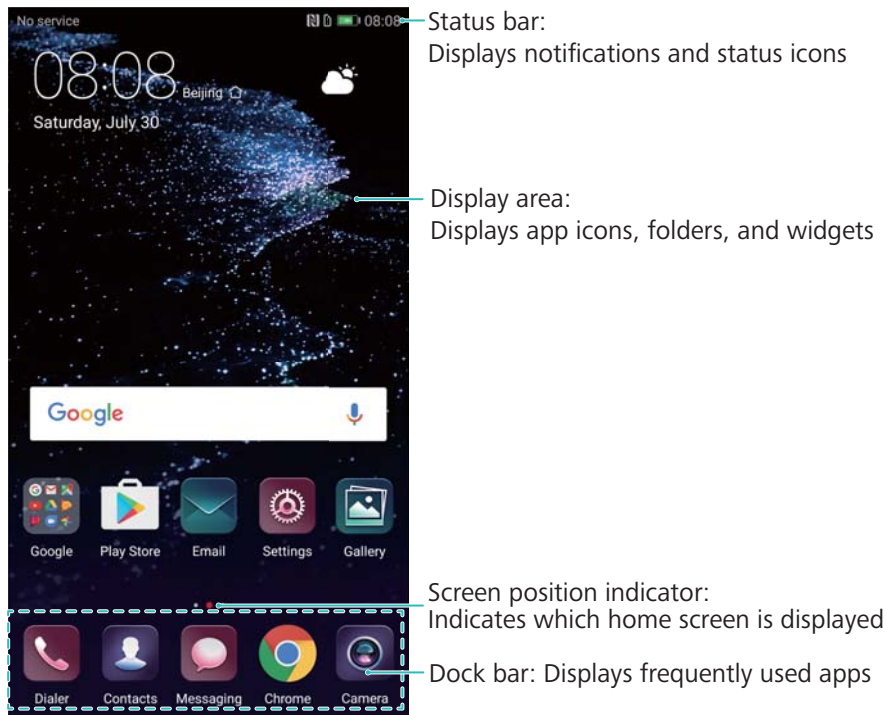 No service 08:08
Status bar:
Displays notifications and status icons
08:08 Beijing
Saturday, July 30
Display area:
Displays app icons, folders, and widgets
Google
Google Play Store Email Settings Gallery
Screen position indicator:
Indicates which home screen is displayed
Dock bar: Displays frequently used apps
Dialer Contacts Messaging Chrome Camera